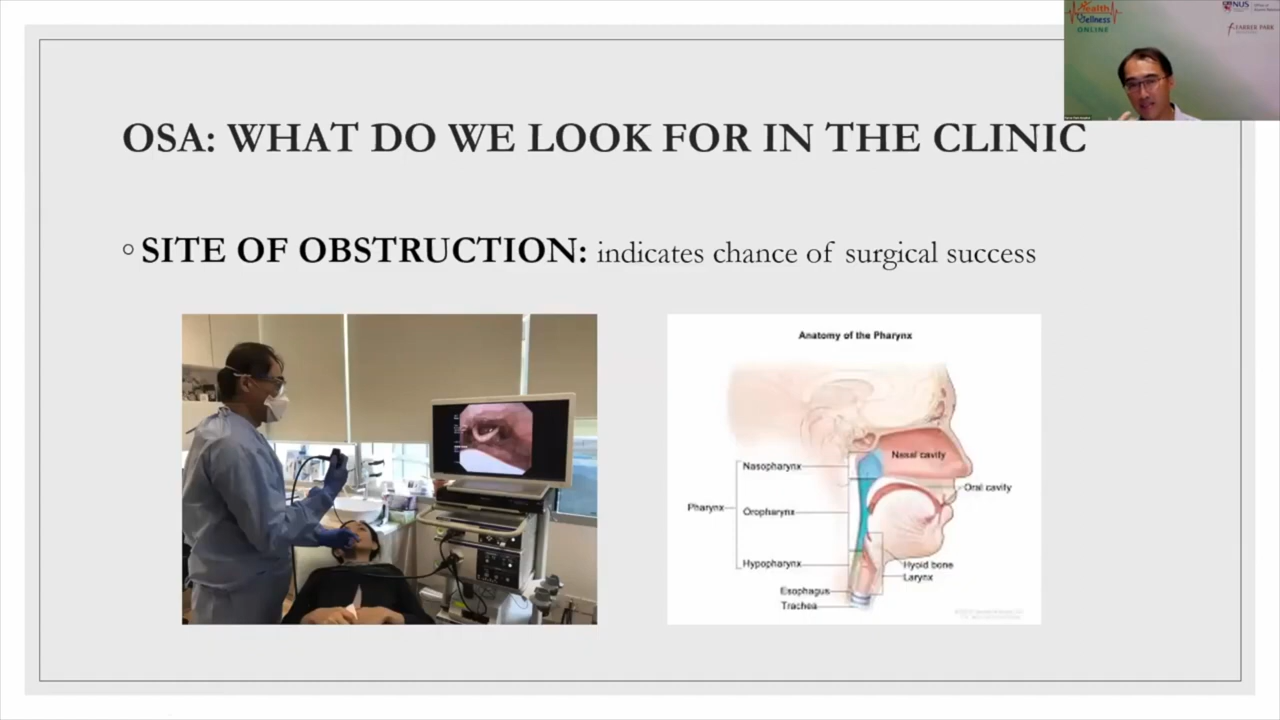 Health
Wellness
ONLINE
NUS
FARRER PARK
OSA: WHAT DO WE LOOK FOR IN THE CLINIC
SITE OF OBSTRUCTION: indicates chance of surgical success
Anatomy of the Pharynx
Nasal cavity
Nasopharynx
Oral cavity
Pharynx
Oropharynx
Hypopharynx
Hyoid bone
Larynx
Esophagus
Trachea